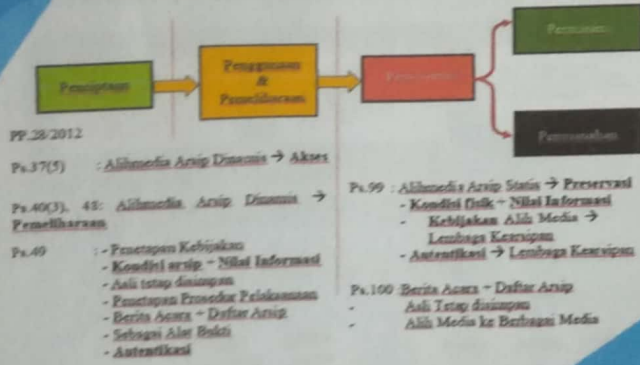 Penciptaan
Penggunaan
&
Pemeliharaan
Permanen
Pemusnahan
PP.28/2012
Ps.37(5) : Alihmedia Arsip Dinamis → Akses
Ps.40(3), 48: Alihmedia Arsip Dinamis →
Pemeliharaan
Ps.49 : - Penetapan Kebijakan
- Kondisi arsip + Nilai Informasi
- Asli tetap disimpan
- Penetapan Prosedur Pelaksanaan
- Berita Acara + Daftar Arsip
- Sebagai Alat Bukti
- Autentikasi
Ps.99 : Alihmedia Arsip Statis → Preservasi
- Kondisi fisik + Nilai Informasi
- Kebijakan Alih Media →
Lembaga Kearsipan
- Autentikasi → Lembaga Kearsipan
Ps.100 Berita Acara + Daftar Arsip
- Asli Tetap disimpan
- Alih Media ke Berbagai Media